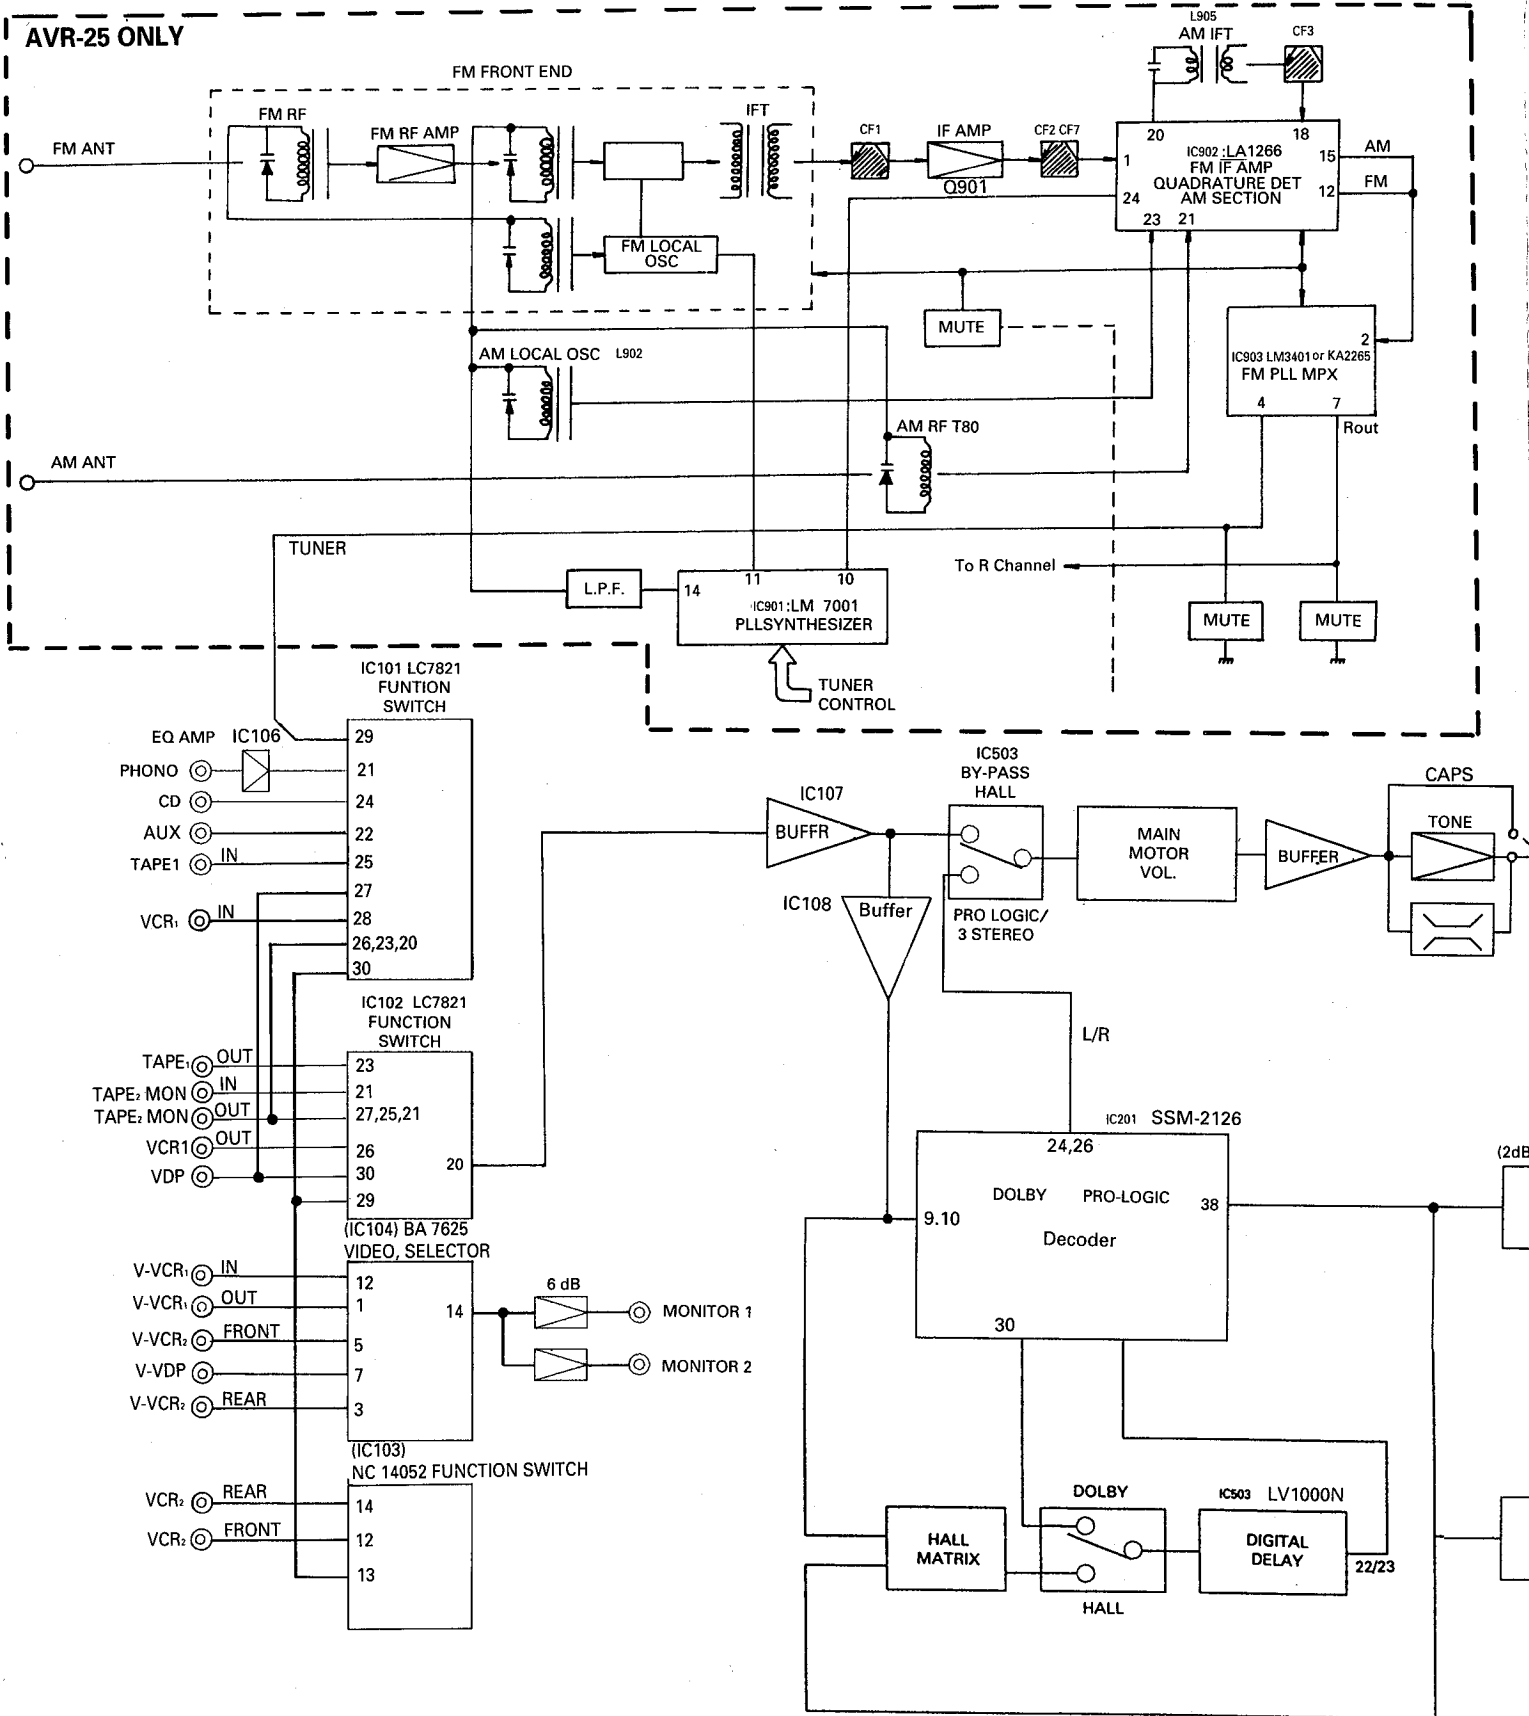 AVR-25 ONLY
L905
AM IFT
CF3
FM FRONT END
FM RF
FM RF AMP
IFT
FM ANT
CF1
IF AMP
CF2 CF7
Q901
20
18
1
IC902 :LA1266
FM IF AMP
QUADRATURE DET
AM SECTION
15
AM
12
FM
24
23
21
FM LOCAL
OSC
MUTE
2
IC903 LM3401 or KA2265
FM PLL MPX
4
7
Rout
AM LOCAL OSC L902
AM RF T80
AM ANT
TUNER
To R Channel
L.P.F.
14
11
10
IC901:LM 7001
PLLSYNTHESIZER
MUTE
MUTE
TUNER
CONTROL
IC101 LC7821
FUNTION
SWITCH
EQ AMP
IC106
29
PHONO
21
CD
24
AUX
22
TAPE1
IN
25
27
VCR1
IN
28
26,23,20
30
IC107
BUFFR
IC503
BY-PASS
HALL
PRO LOGIC/
3 STEREO
MAIN
MOTOR
VOL.
BUFFER
CAPS
TONE
IC108
Buffer
L/R
IC102 LC7821
FUNCTION
SWITCH
TAPE1
OUT
23
TAPE2 MON
IN
21
TAPE2 MON
OUT
27,25,21
VCR1
OUT
26
20
VDP
30
29
IC201 SSM-2126
24,26
DOLBY PRO-LOGIC
Decoder
9.10
38
30
(2dB
(IC104) BA 7625
VIDEO, SELECTOR
V-VCR1
IN
12
V-VCR1
OUT
1
14
V-VCR2
FRONT
5
V-VDP
7
V-VCR2
REAR
3
6 dB
MONITOR 1
MONITOR 2
(IC103)
NC 14052 FUNCTION SWITCH
VCR2
REAR
14
VCR2
FRONT
12
13
HALL
MATRIX
DOLBY
HALL
IC503 LV1000N
DIGITAL
DELAY
22/23